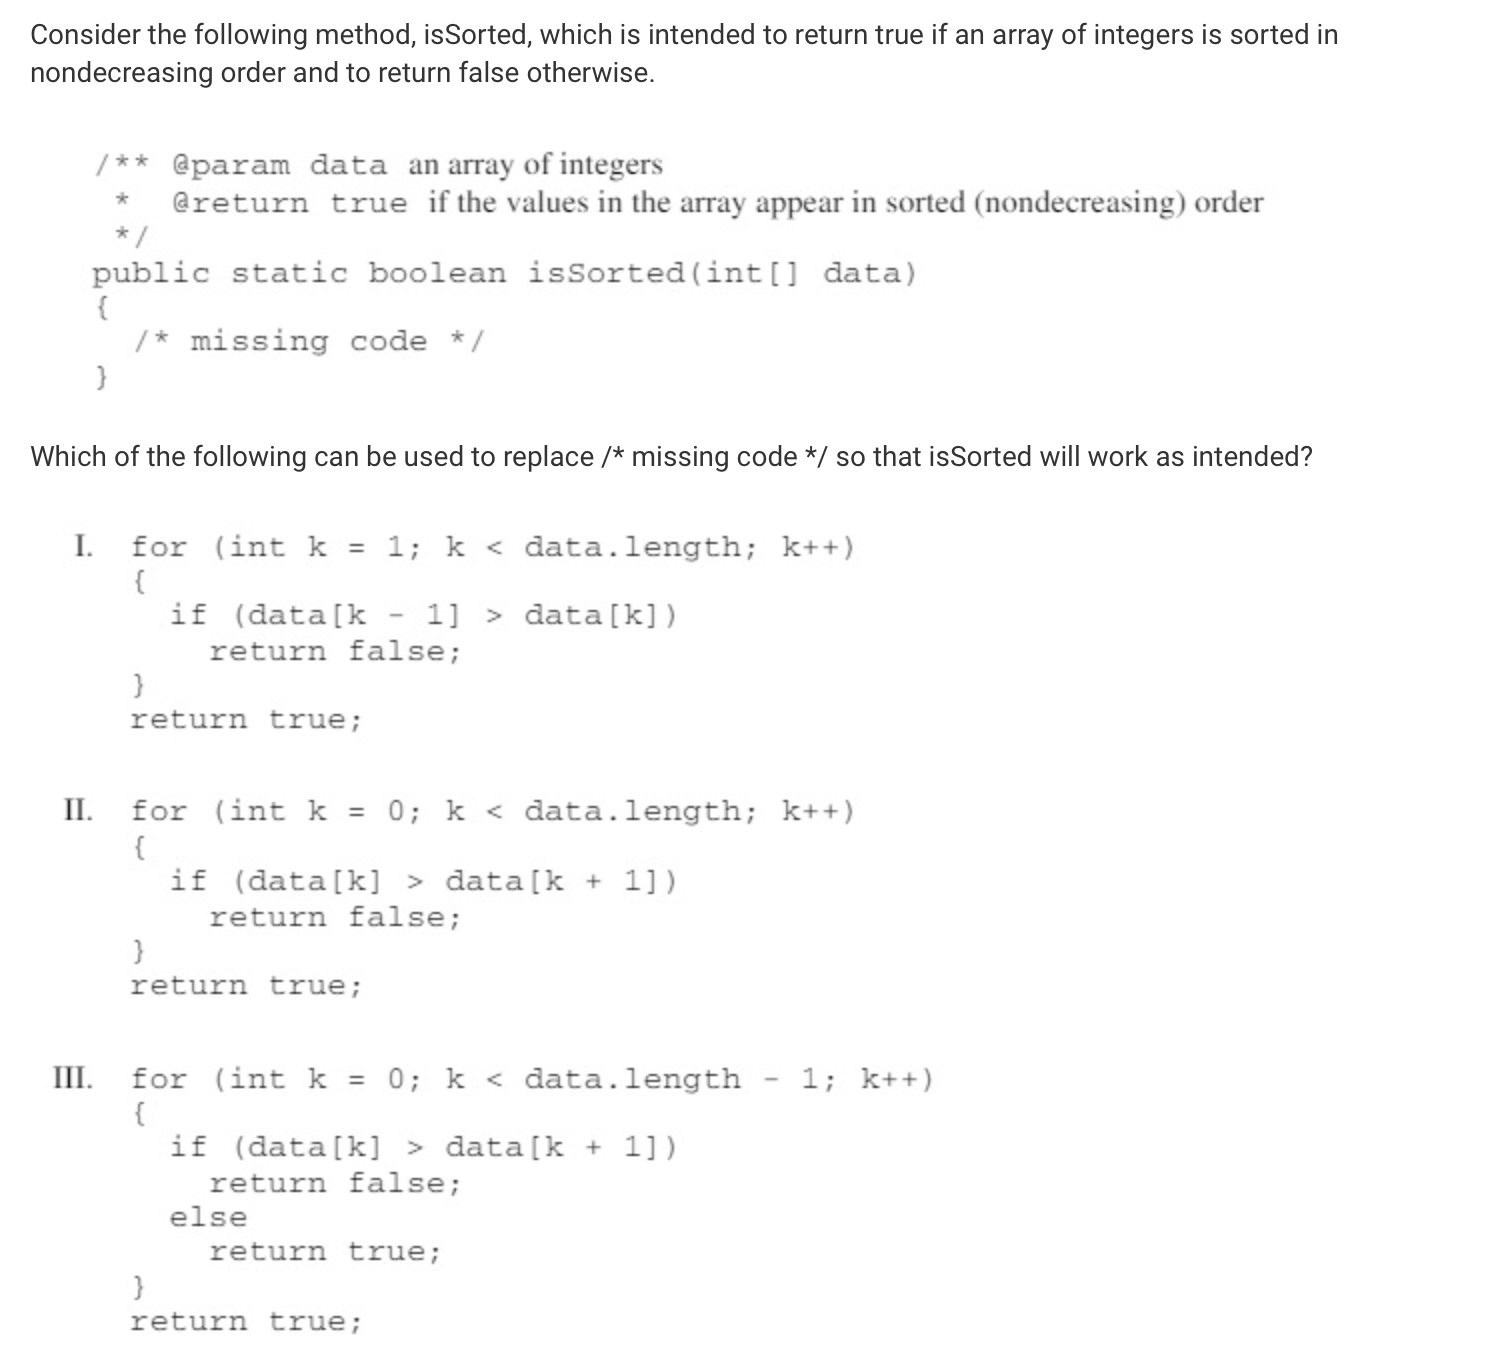 Consider the following method, isSorted, which is intended to return true if an array of integers is sorted in
nondecreasing order and to return false otherwise.
/** @param data an array of integers
 *  @return true if the values in the array appear in sorted (nondecreasing) order
 */
public static boolean isSorted(int[] data)
{
  /* missing code */
}
Which of the following can be used to replace /* missing code */ so that isSorted will work as intended?
I. for (int k = 1; k < data.length; k++)
{
  if (data[k - 1] > data[k])
    return false;
}
return true;
II. for (int k = 0; k < data.length; k++)
{
  if (data[k] > data[k + 1])
    return false;
}
return true;
III. for (int k = 0; k < data.length - 1; k++)
{
  if (data[k] > data[k + 1])
    return false;
  else
    return true;
}
return true;